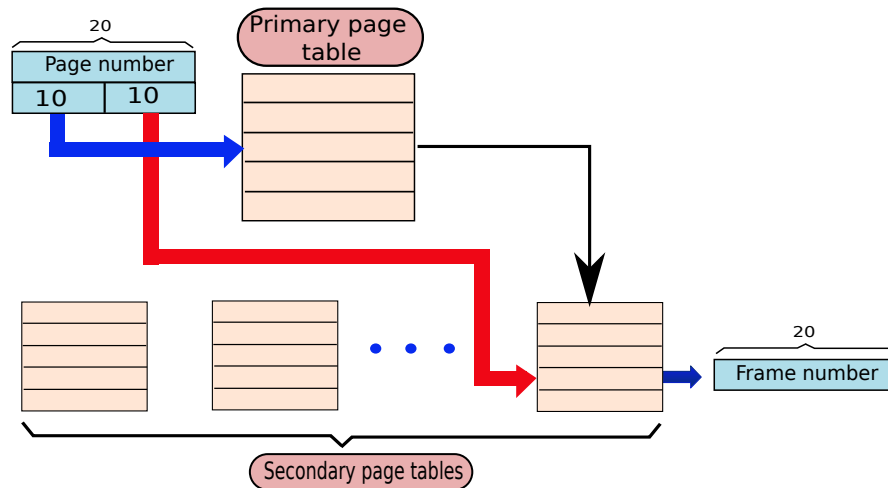 20
Page number
10 10
Primary page
table
20
Frame number
Secondary page tables